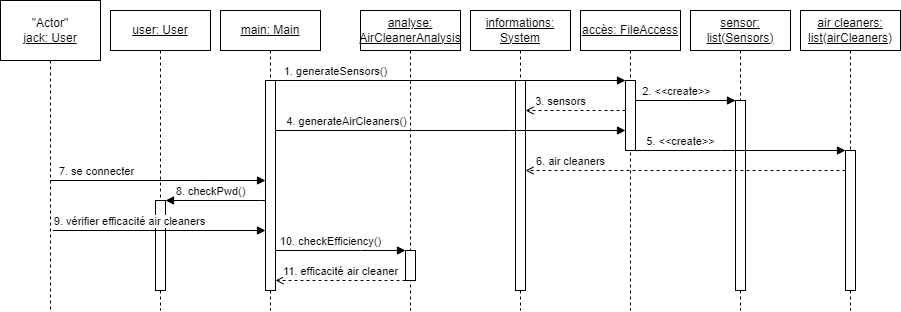 "Actor"
jack: User
user: User
main: Main
analyse:
AirCleanerAnalysis
informations:
System
accès: FileAccess
sensor:
list(Sensors)
air cleaners:
list(airCleaners)
1. generateSensors()
2. <<create>>
3. sensors
4. generateAirCleaners()
5. <<create>>
6. air cleaners
7. se connecter
8. checkPwd()
9. vérifier efficacité air cleaners
10. checkEfficiency()
11. efficacité air cleaner